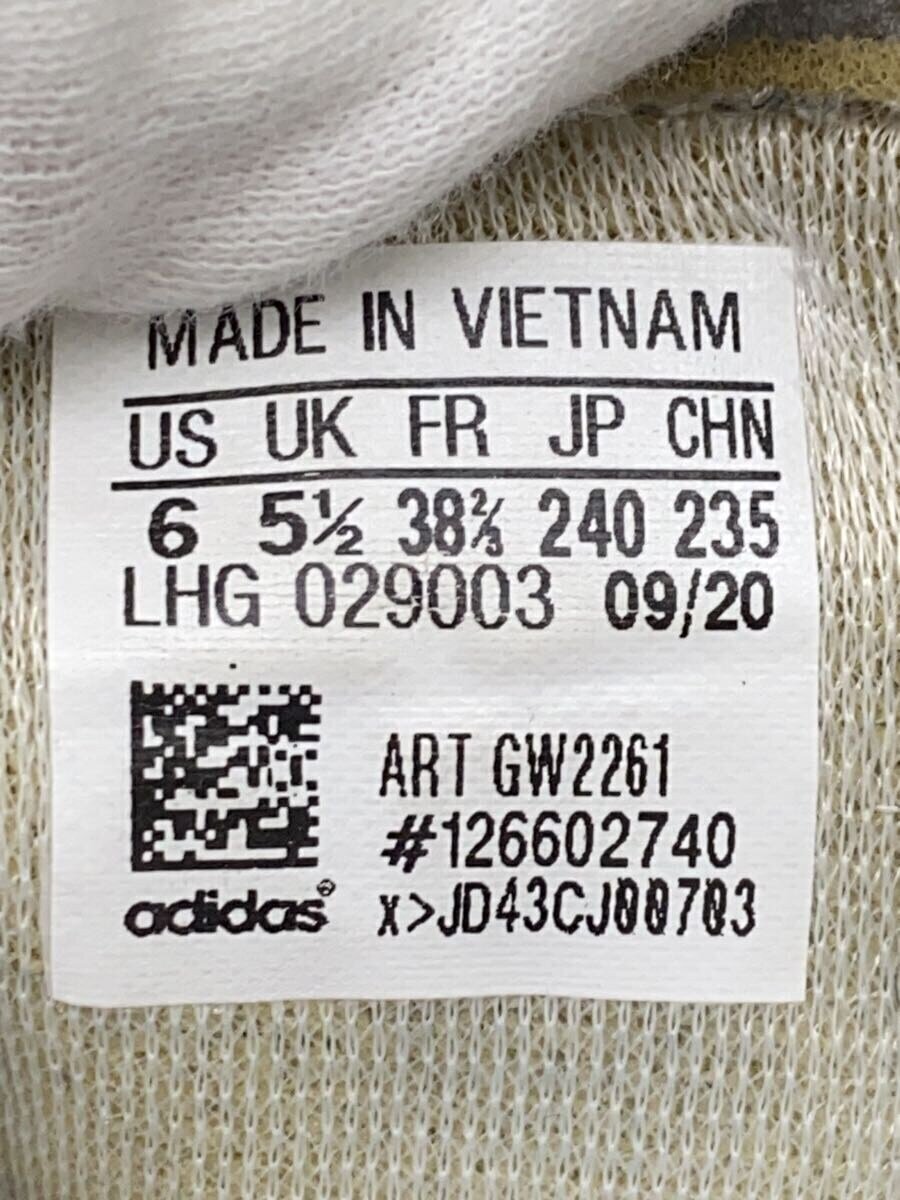 MADE IN VIETNAM
US UK FR JP CHN
6 5½ 38⅔ 240 235
LHG 029003 09/20
ART GW2261
#126602740
adidas® x>JD43CJ00703